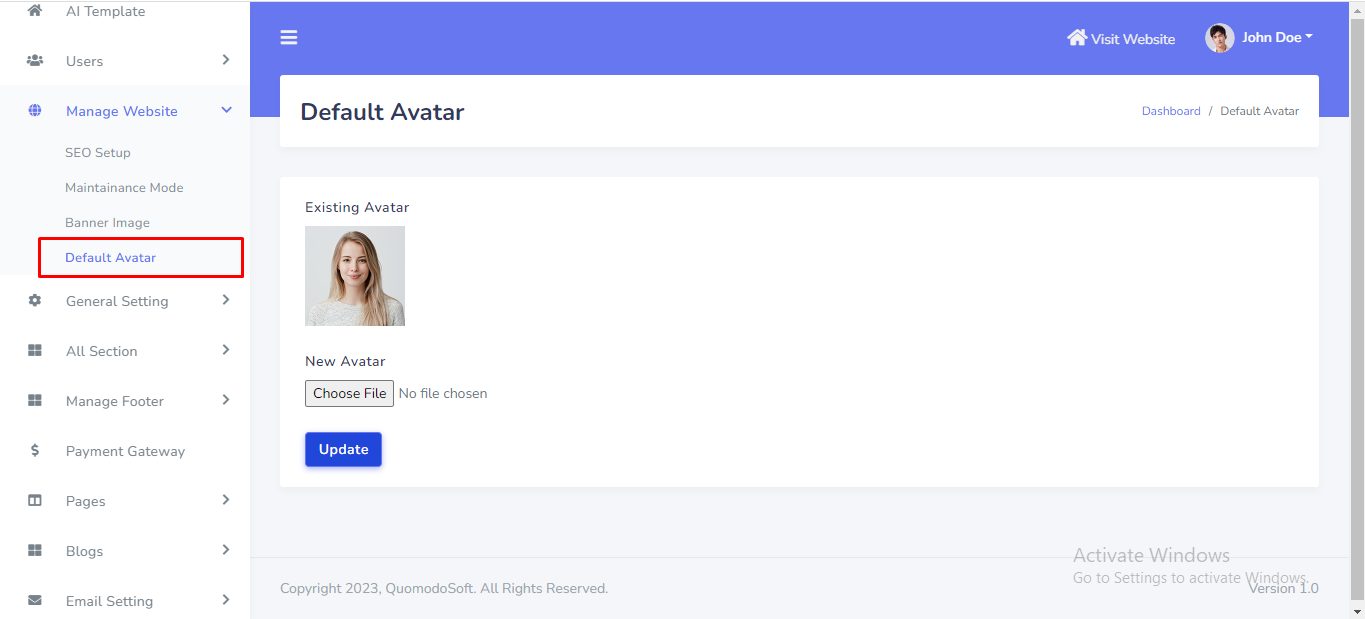 AI Template
Users
Manage Website
SEO Setup
Maintainance Mode
Banner Image
Default Avatar
General Setting
All Section
Manage Footer
Payment Gateway
Pages
Blogs
Email Setting
Visit Website
John Doe
Default Avatar
Dashboard / Default Avatar
Existing Avatar
New Avatar
Choose File No file chosen
Update
Activate Windows
Go to Settings to activate Windows.
Copyright 2023, QuomodoSoft. All Rights Reserved.
Version 1.0